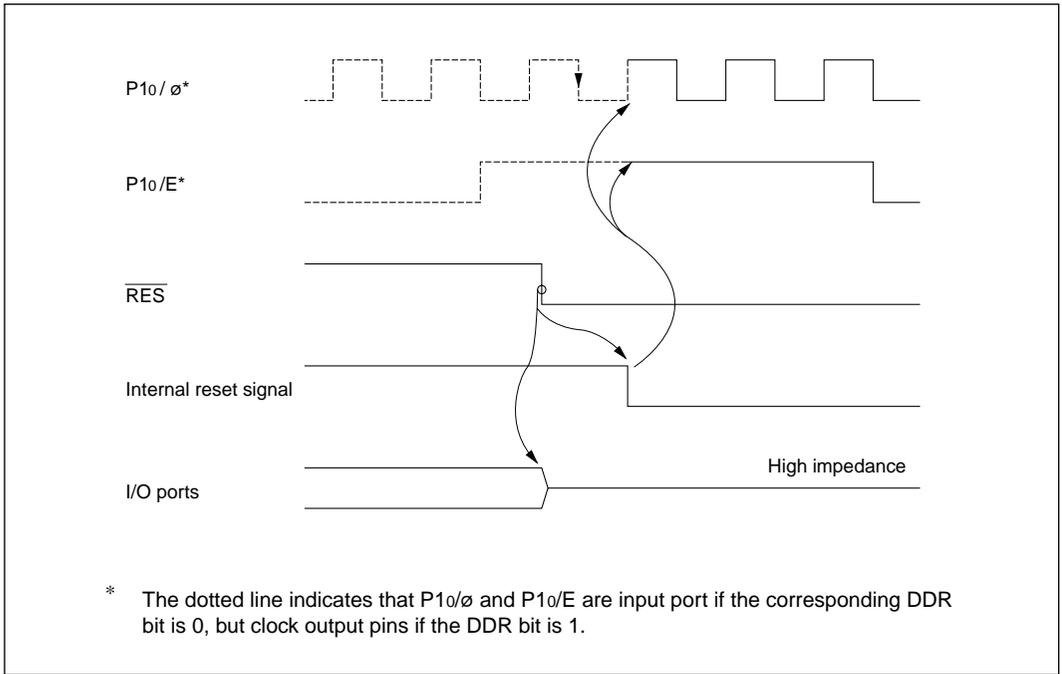 P10 / ø*
P10 /E*
RES
Internal reset signal
High impedance
I/O ports
* The dotted line indicates that P10/ø and P10/E are input port if the corresponding DDR
bit is 0, but clock output pins if the DDR bit is 1.